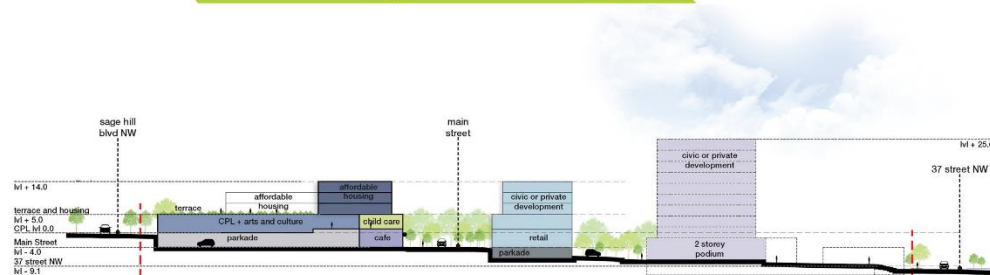 sage hill
blvd NW
main
street
lvl + 25.0
37 street NW
civic or private
development
lvl + 14.0
affordable
housing
affordable
housing
civic or private
development
terrace and housing
lvl + 5.0
CPL lvl 0.0
terrace
CPL + arts and culture
child care
parkade
cafe
retail
parkade
2 storey
podium
Main Street
lvl - 4.0
37 street NW
lvl - 9.1